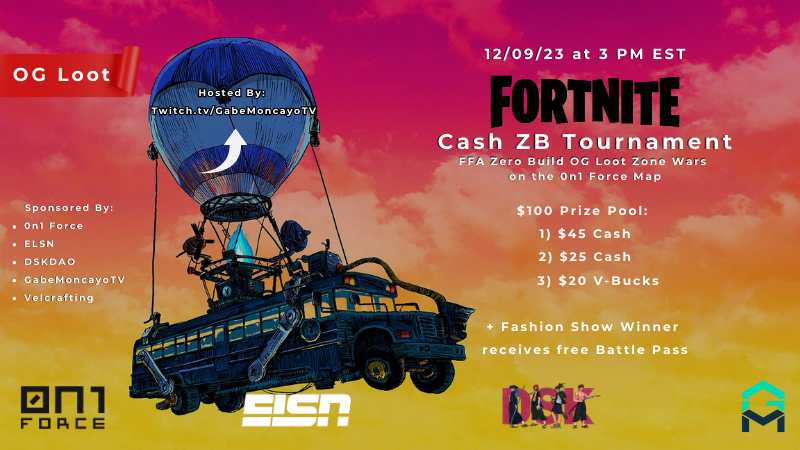 12/09/23 at 3 PM EST
OG Loot
FORTNITE
Hosted By:
Twitch.tv/GabeMoncayoTV
Cash ZB Tournament
FFA Zero Build OG Loot Zone Wars
on the 0n1 Force Map
Sponsored By:
• 0n1 Force
• ELSN
• DSKDAO
• GabeMoncayoTV
• Velcrafting
$100 Prize Pool:
1) $45 Cash
2) $25 Cash
3) $20 V-Bucks
+ Fashion Show Winner
receives free Battle Pass
0N1
FORCE
ELSN
DSK
GM